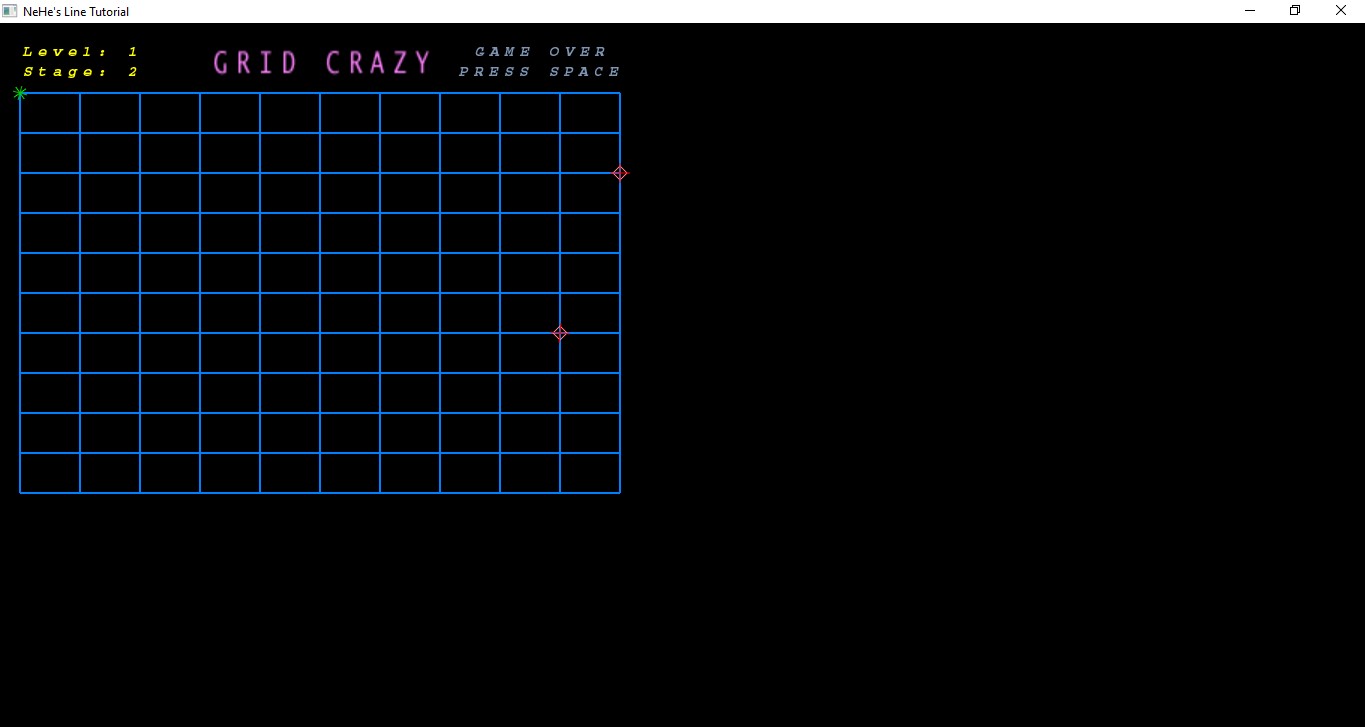 NeHe's Line Tutorial
Level: 1
Stage: 2
GRID CRAZY
GAME OVER
PRESS SPACE